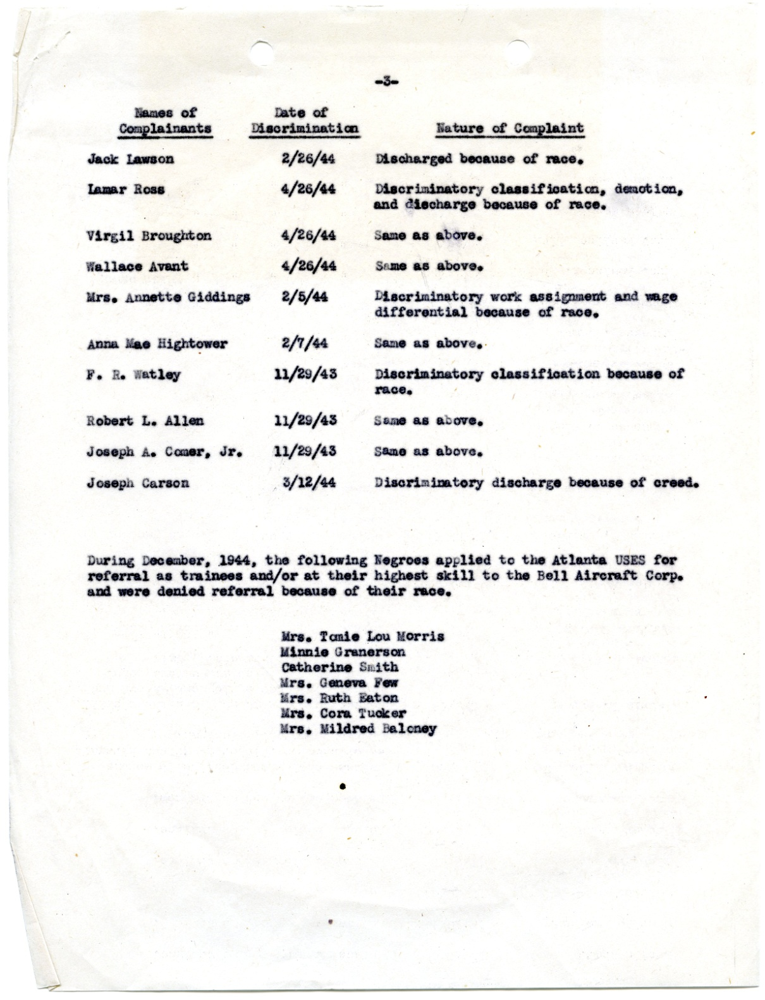 -3-
Names of Date of
Complainants Discrimination Nature of Complaint
Jack Lawson 2/26/44 Discharged because of race.
Lamar Ross 4/26/44 Discriminatory classification, demotion,
and discharge because of race.
Virgil Broughton 4/26/44 Same as above.
Wallace Avant 4/26/44 Same as above.
Mrs. Annette Giddings 2/5/44 Discriminatory work assignment and wage
differential because of race.
Anna Mae Hightower 2/7/44 Same as above.
F. R. Watley 11/29/43 Discriminatory classification because of
race.
Robert L. Allen 11/29/43 Same as above.
Joseph A. Comer, Jr. 11/29/43 Same as above.
Joseph Carson 3/12/44 Discriminatory discharge because of creed.
During December, 1944, the following Negroes applied to the Atlanta USES for
referral as trainees and/or at their highest skill to the Bell Aircraft Corp.
and were denied referral because of their race.
Mrs. Tomie Lou Morris
Minnie Granerson
Catherine Smith
Mrs. Geneva Few
Mrs. Ruth Eaton
Mrs. Cora Tucker
Mrs. Mildred Baloney